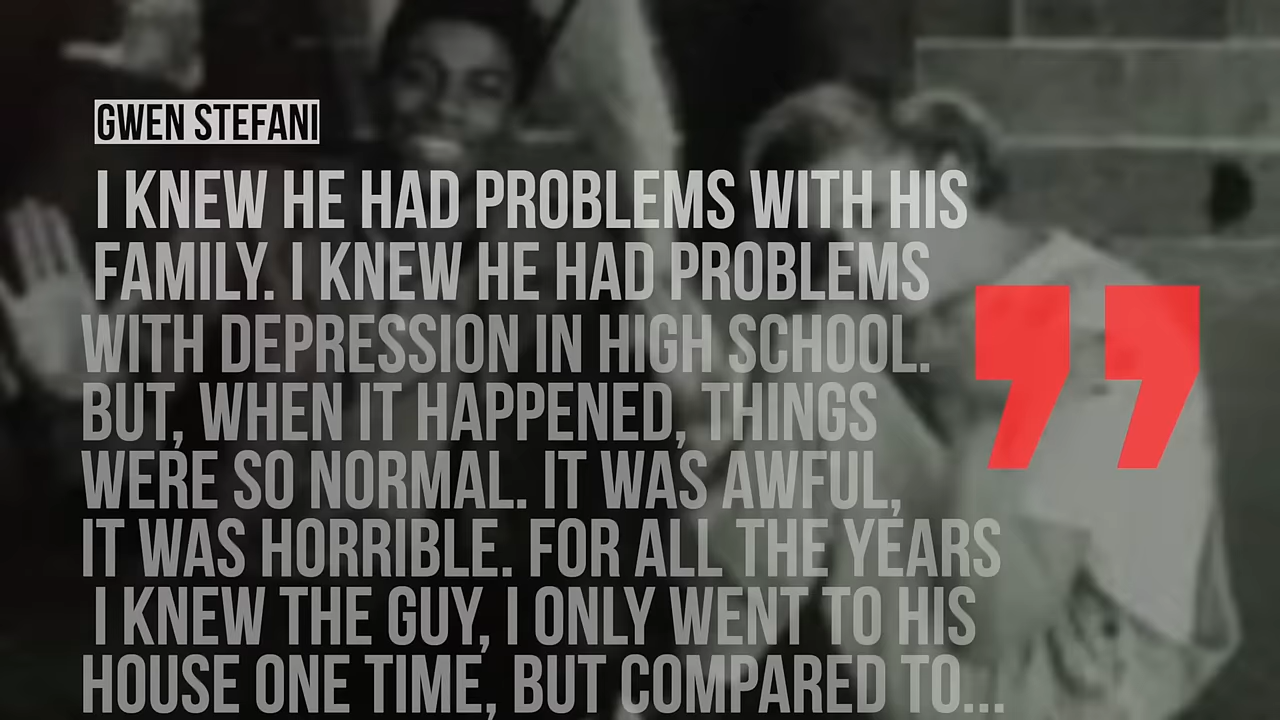 GWEN STEFANI
I KNEW HE HAD PROBLEMS WITH HIS
FAMILY. I KNEW HE HAD PROBLEMS
WITH DEPRESSION IN HIGH SCHOOL.
BUT, WHEN IT HAPPENED, THINGS
WERE SO NORMAL. IT WAS AWFUL,
IT WAS HORRIBLE. FOR ALL THE YEARS
I KNEW THE GUY, I ONLY WENT TO HIS
HOUSE ONE TIME, BUT COMPARED TO...
”